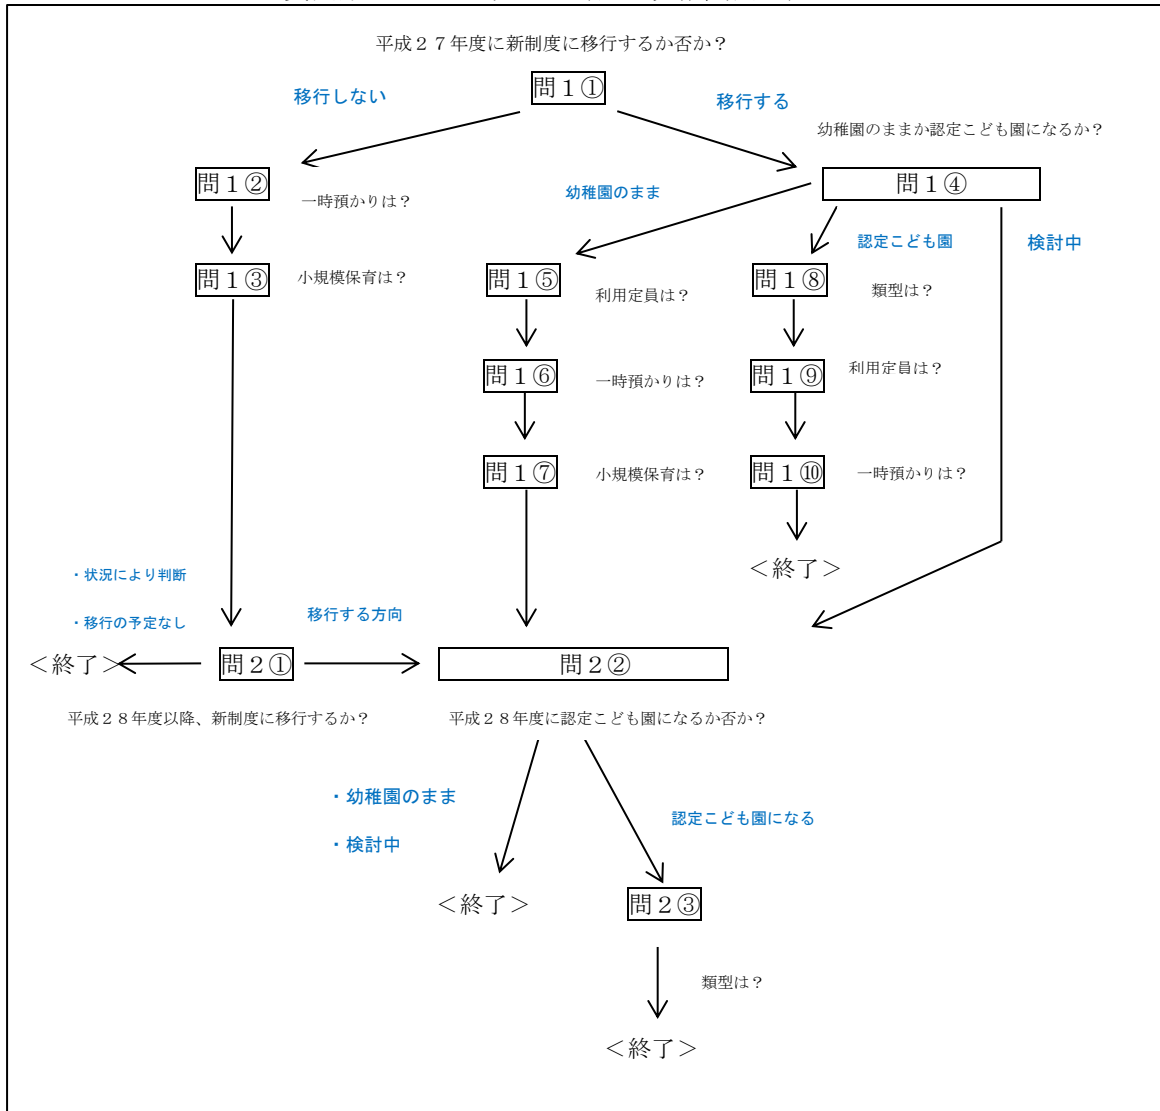 平成２７年度に新制度に移行するか否か？
問１①
移行しない
移行する
幼稚園のままか認定こども園になるか？
問１②
一時預かりは？
幼稚園のまま
問１④
認定こども園
検討中
問１③
小規模保育は？
問１⑤
利用定員は？
問１⑧
類型は？
問１⑥
一時預かりは？
問１⑨
利用定員は？
問１⑦
小規模保育は？
問１⑩
一時預かりは？
＜終了＞
・状況により判断
・移行の予定なし
移行する方向
＜終了＞
問２①
問２②
平成２８年度以降、新制度に移行するか？
平成２８年度に認定こども園になるか否か？
・幼稚園のまま
・検討中
認定こども園になる
＜終了＞
問２③
類型は？
＜終了＞